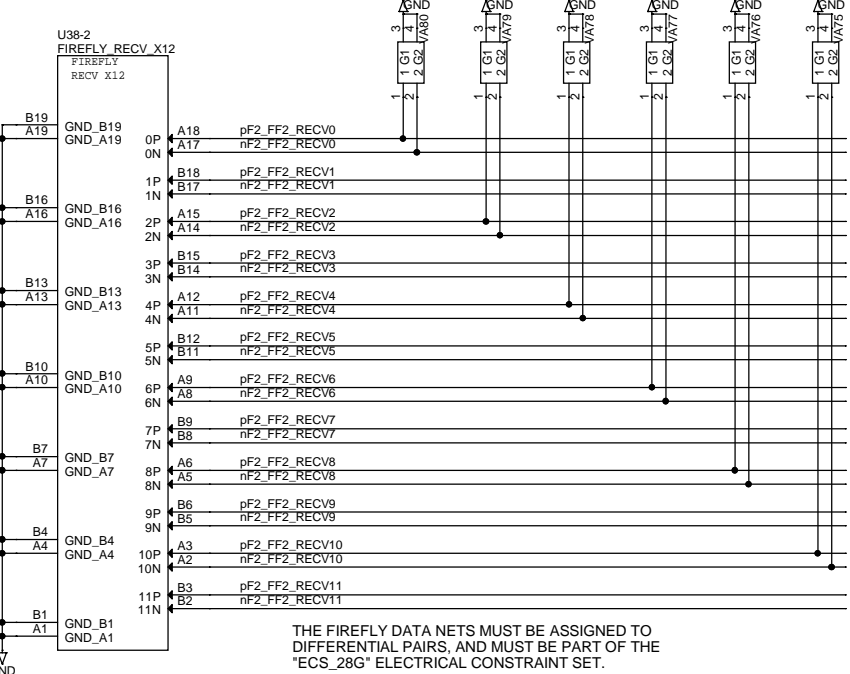 GND GND GND GND GND GND
3 4 VA80 3 4 VA79 3 4 VA78 3 4 VA77 3 4 VA76 3 4 VA75
1 G1 1 G1 1 G1 1 G1 1 G1 1 G1
2 G2 2 G2 2 G2 2 G2 2 G2 2 G2
1 2 1 2 1 2 1 2 1 2 1 2
U38-2
FIREFLY_RECV_X12
FIREFLY
RECV X12
B19 GND_B19
A19 GND_A19
0P A18 pF2_FF2_RECV0
0N A17 nF2_FF2_RECV0
1P B18 pF2_FF2_RECV1
1N B17 nF2_FF2_RECV1
B16 GND_B16
A16 GND_A16
2P A15 pF2_FF2_RECV2
2N A14 nF2_FF2_RECV2
3P B15 pF2_FF2_RECV3
3N B14 nF2_FF2_RECV3
B13 GND_B13
A13 GND_A13
4P A12 pF2_FF2_RECV4
4N A11 nF2_FF2_RECV4
5P B12 pF2_FF2_RECV5
5N B11 nF2_FF2_RECV5
B10 GND_B10
A10 GND_A10
6P A9 pF2_FF2_RECV6
6N A8 nF2_FF2_RECV6
7P B9 pF2_FF2_RECV7
7N B8 nF2_FF2_RECV7
B7 GND_B7
A7 GND_A7
8P A6 pF2_FF2_RECV8
8N A5 nF2_FF2_RECV8
9P B6 pF2_FF2_RECV9
9N B5 nF2_FF2_RECV9
B4 GND_B4
A4 GND_A4
10P A3 pF2_FF2_RECV10
10N A2 nF2_FF2_RECV10
11P B3 pF2_FF2_RECV11
11N B2 nF2_FF2_RECV11
B1 GND_B1
A1 GND_A1
THE FIREFLY DATA NETS MUST BE ASSIGNED TO
DIFFERENTIAL PAIRS, AND MUST BE PART OF THE
"ECS_28G" ELECTRICAL CONSTRAINT SET.